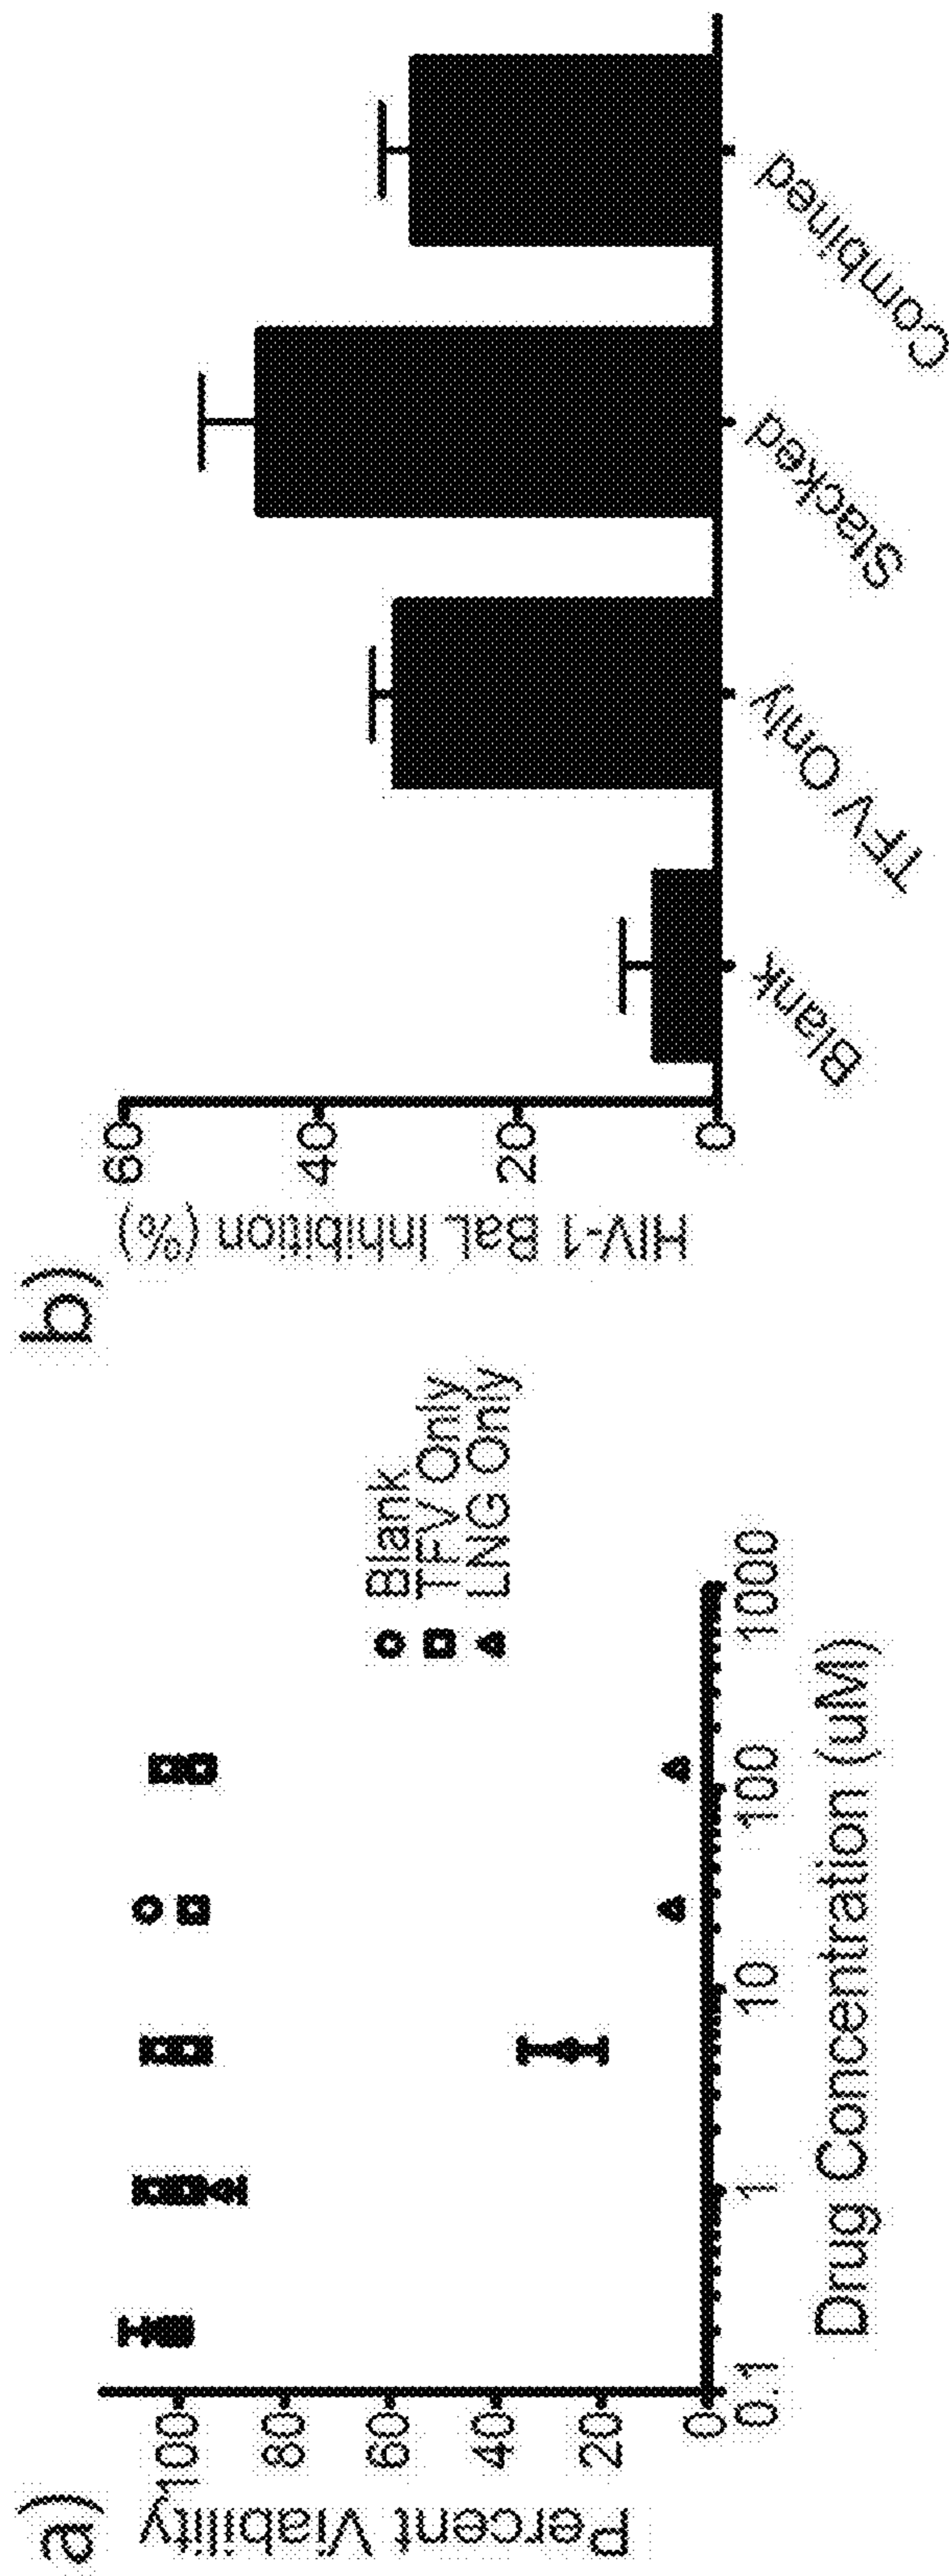 a)
Percent Viability
100
80
60
40
20
0
0.1
1
10
100
1000
Drug Concentration (uM)
Blank
TFV Only
LNG Only
b)
HIV-1 BaL Inhibition (%)
60
40
20
0
Blank
TFV Only
Stacked
Combined